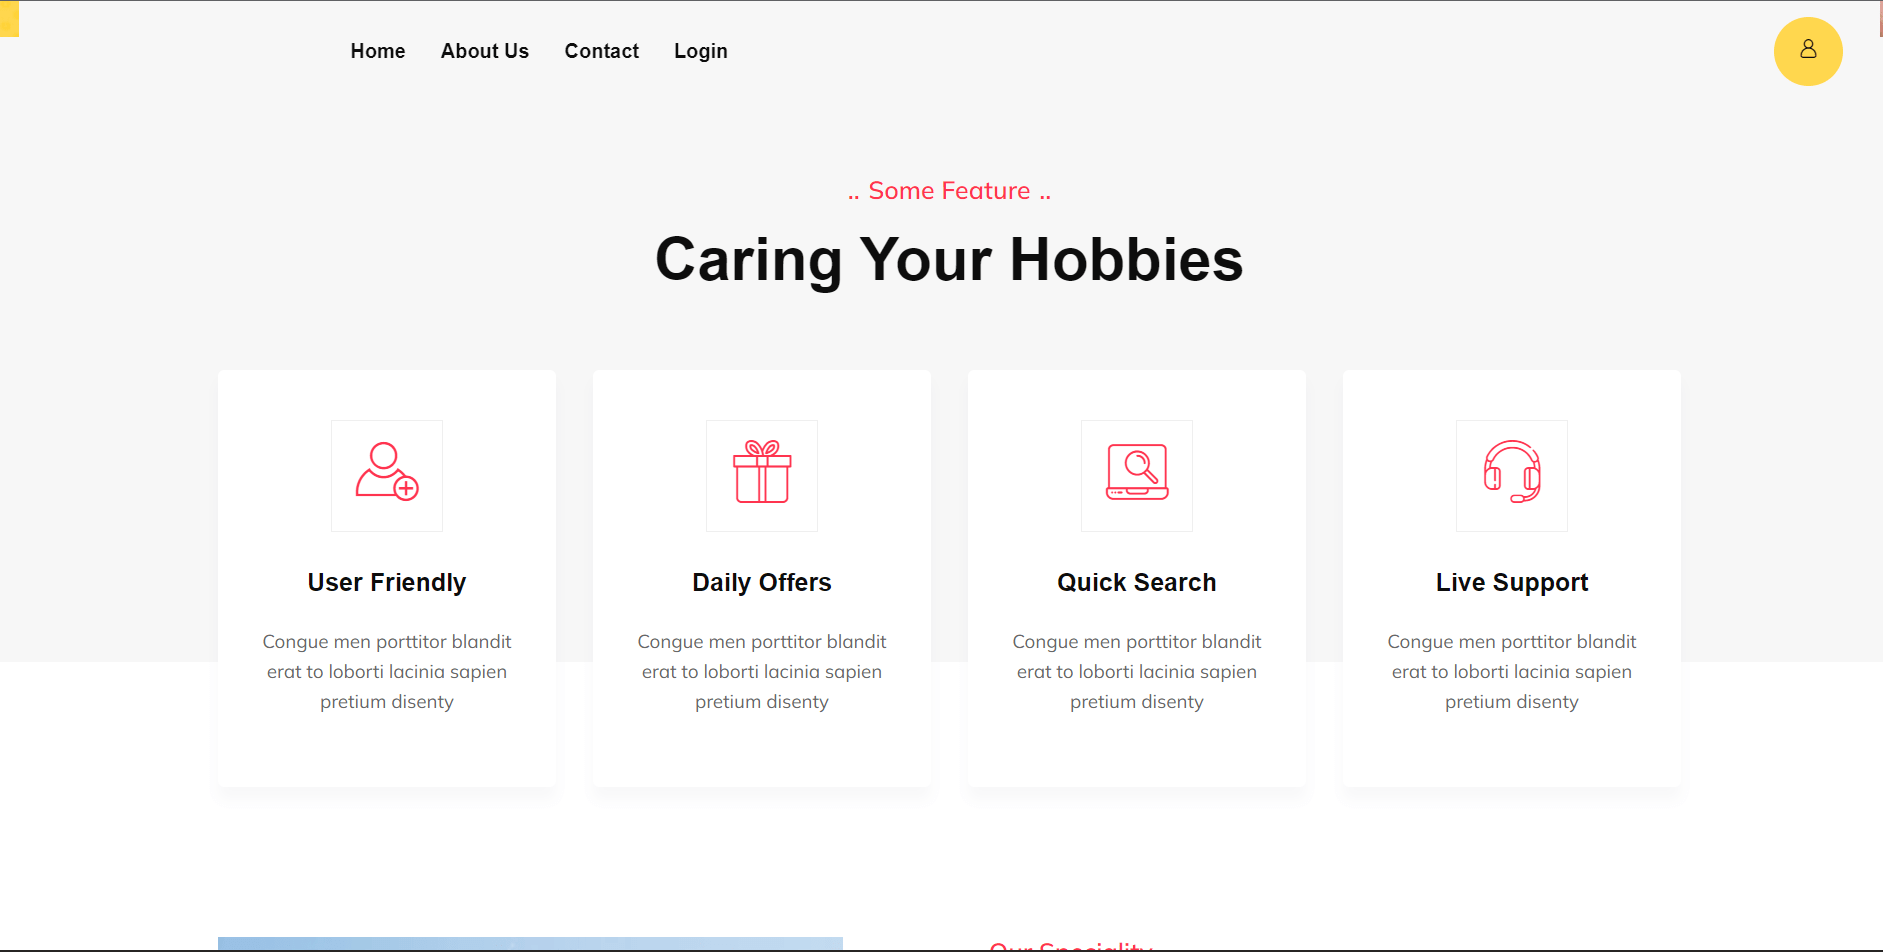 Home About Us Contact Login
.. Some Feature ..
Caring Your Hobbies
User Friendly
Congue men porttitor blandit
erat to loborti lacinia sapien
pretium disenty
Daily Offers
Congue men porttitor blandit
erat to loborti lacinia sapien
pretium disenty
Quick Search
Congue men porttitor blandit
erat to loborti lacinia sapien
pretium disenty
Live Support
Congue men porttitor blandit
erat to loborti lacinia sapien
pretium disenty
Our Speciality